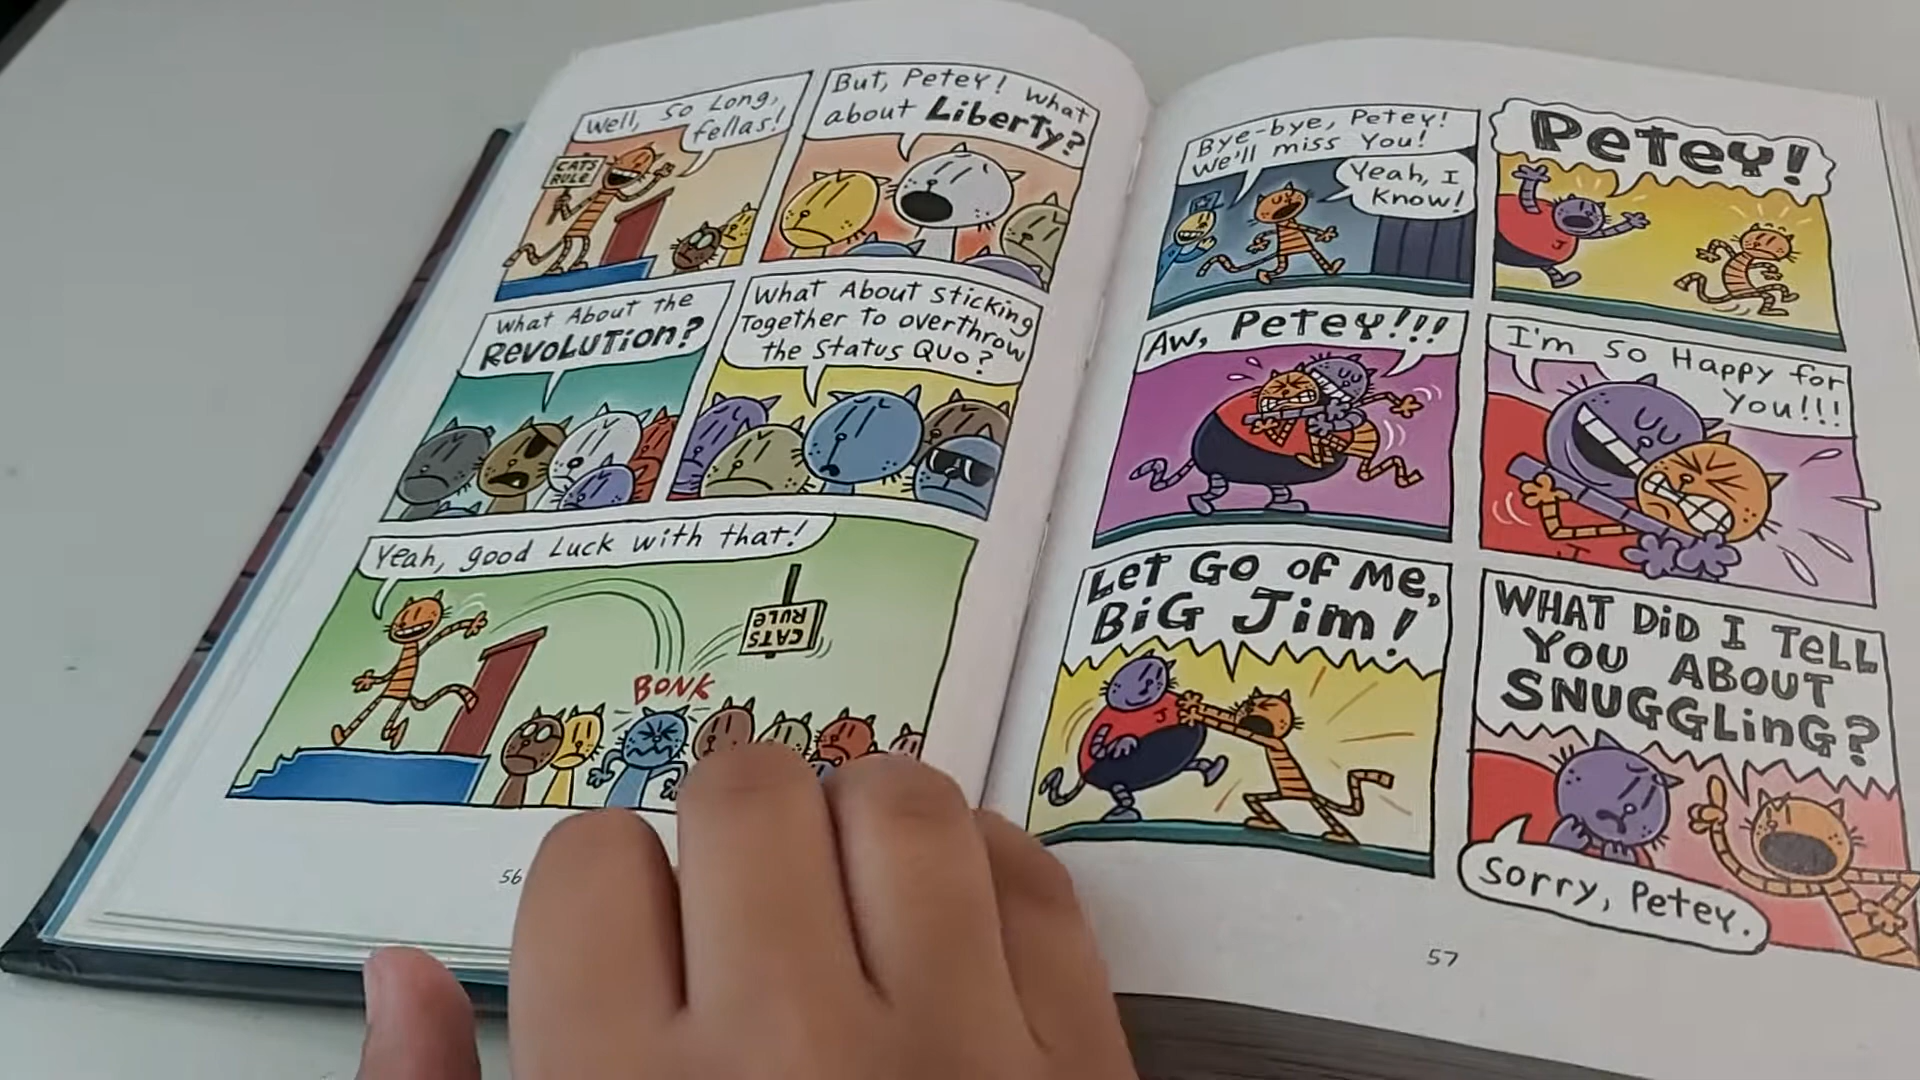 Well, so Long,
fellas!
CATS
RULE
But, Petey! What
about Liberty?
What About the
REVOLUTION?
What About Sticking
Together To overthrow
the Status Quo?
Yeah, good Luck with that!
CATS
RULE
BONK
56
Bye-bye, Petey!
We'll miss You!
Yeah, I
Know!
Petey!
J
Aw, Petey!!!
I'm so Happy for
You!!!
J
LET GO OF ME,
BIG JIM!
J
WHAT DID I TELL
YOU ABOUT
SNUGGLING?
Sorry, Petey.
57